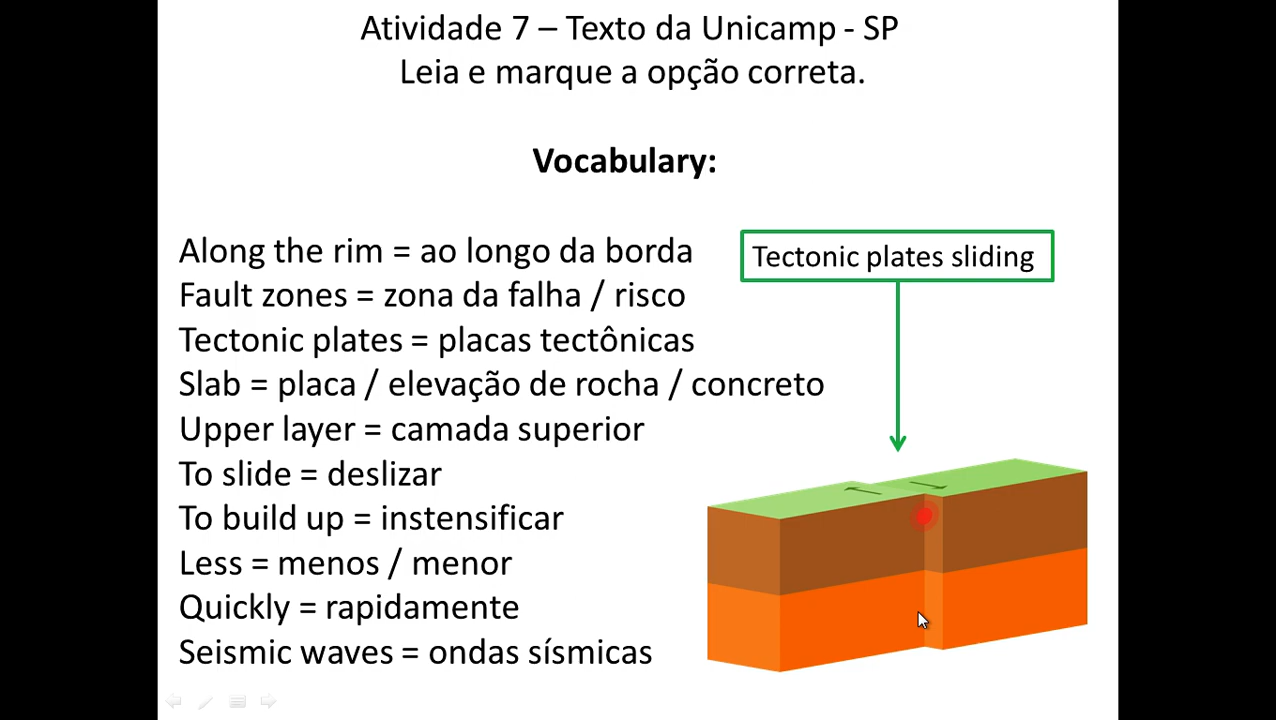 Atividade 7 – Texto da Unicamp - SP
Leia e marque a opção correta.
Vocabulary:
Along the rim = ao longo da borda
Fault zones = zona da falha / risco
Tectonic plates = placas tectônicas
Slab = placa / elevação de rocha / concreto
Upper layer = camada superior
To slide = deslizar
To build up = instensificar
Less = menos / menor
Quickly = rapidamente
Seismic waves = ondas sísmicas
Tectonic plates sliding